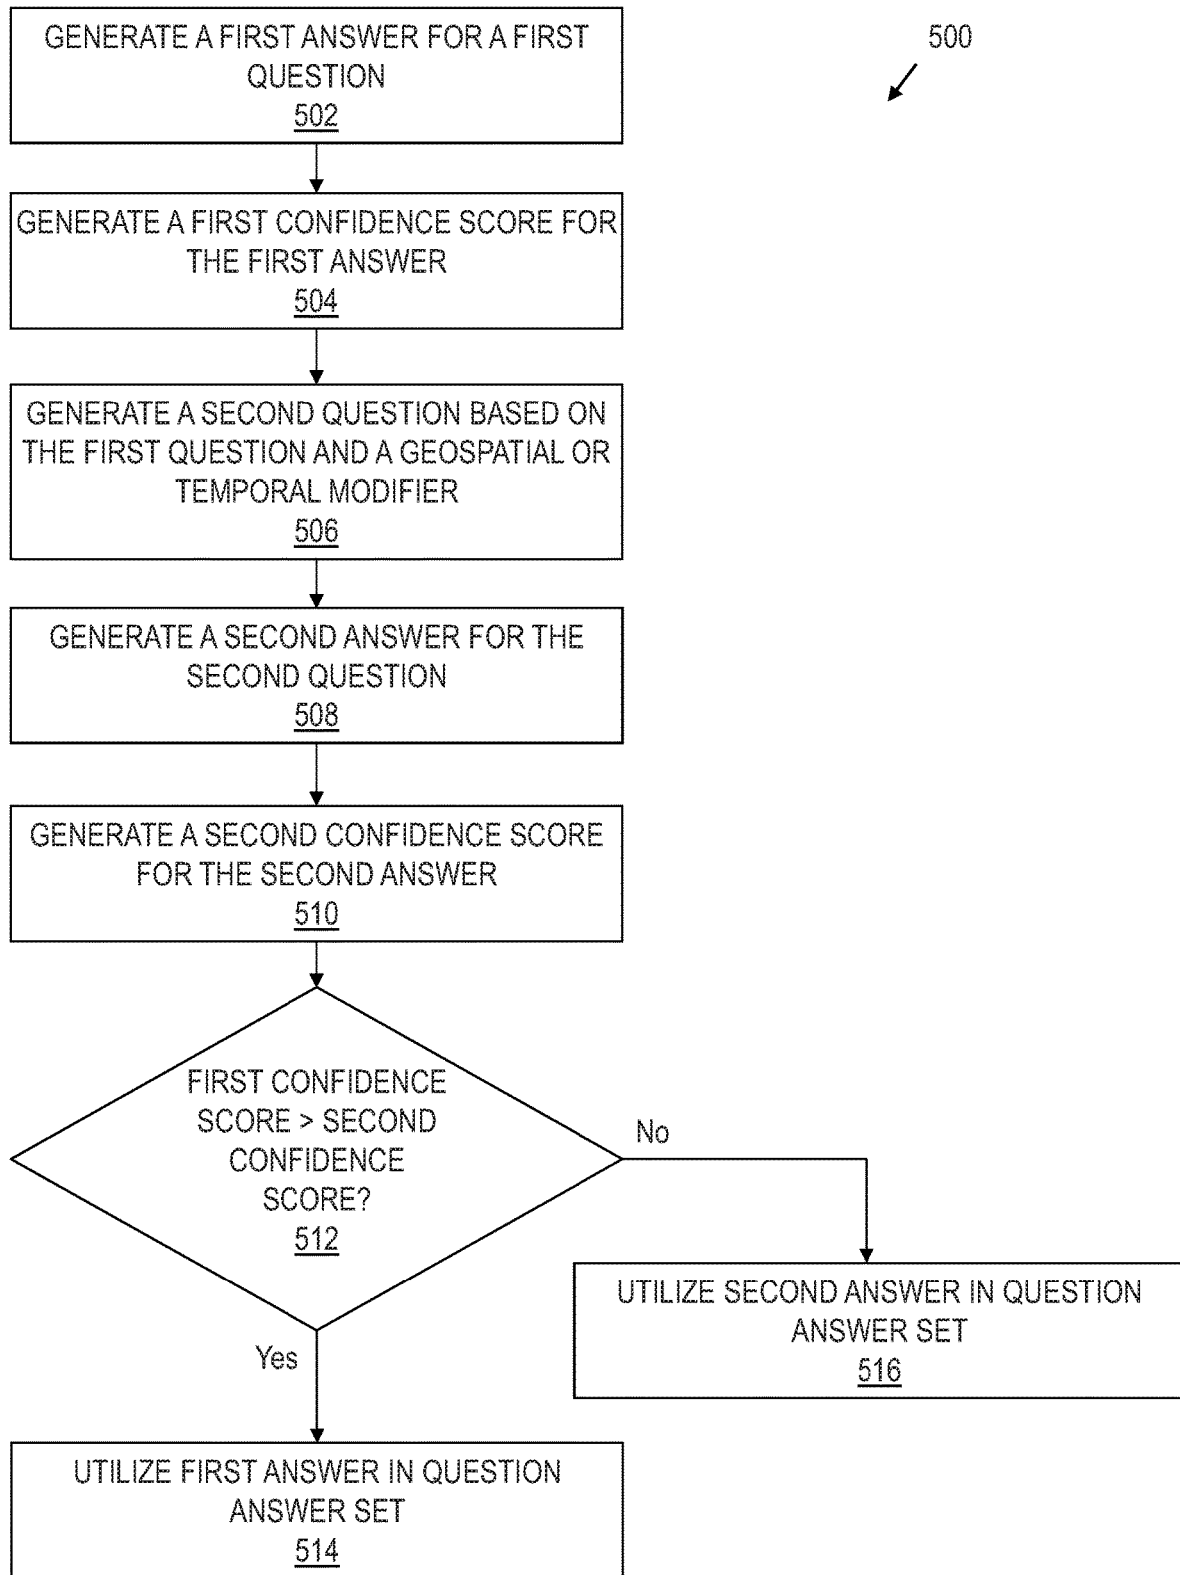 GENERATE A FIRST ANSWER FOR A FIRST
QUESTION
502
500
GENERATE A FIRST CONFIDENCE SCORE FOR
THE FIRST ANSWER
504
GENERATE A SECOND QUESTION BASED ON
THE FIRST QUESTION AND A GEOSPATIAL OR
TEMPORAL MODIFIER
506
GENERATE A SECOND ANSWER FOR THE
SECOND QUESTION
508
GENERATE A SECOND CONFIDENCE SCORE
FOR THE SECOND ANSWER
510
FIRST CONFIDENCE
SCORE > SECOND
CONFIDENCE
SCORE?
512
No
UTILIZE SECOND ANSWER IN QUESTION
ANSWER SET
516
Yes
UTILIZE FIRST ANSWER IN QUESTION
ANSWER SET
514